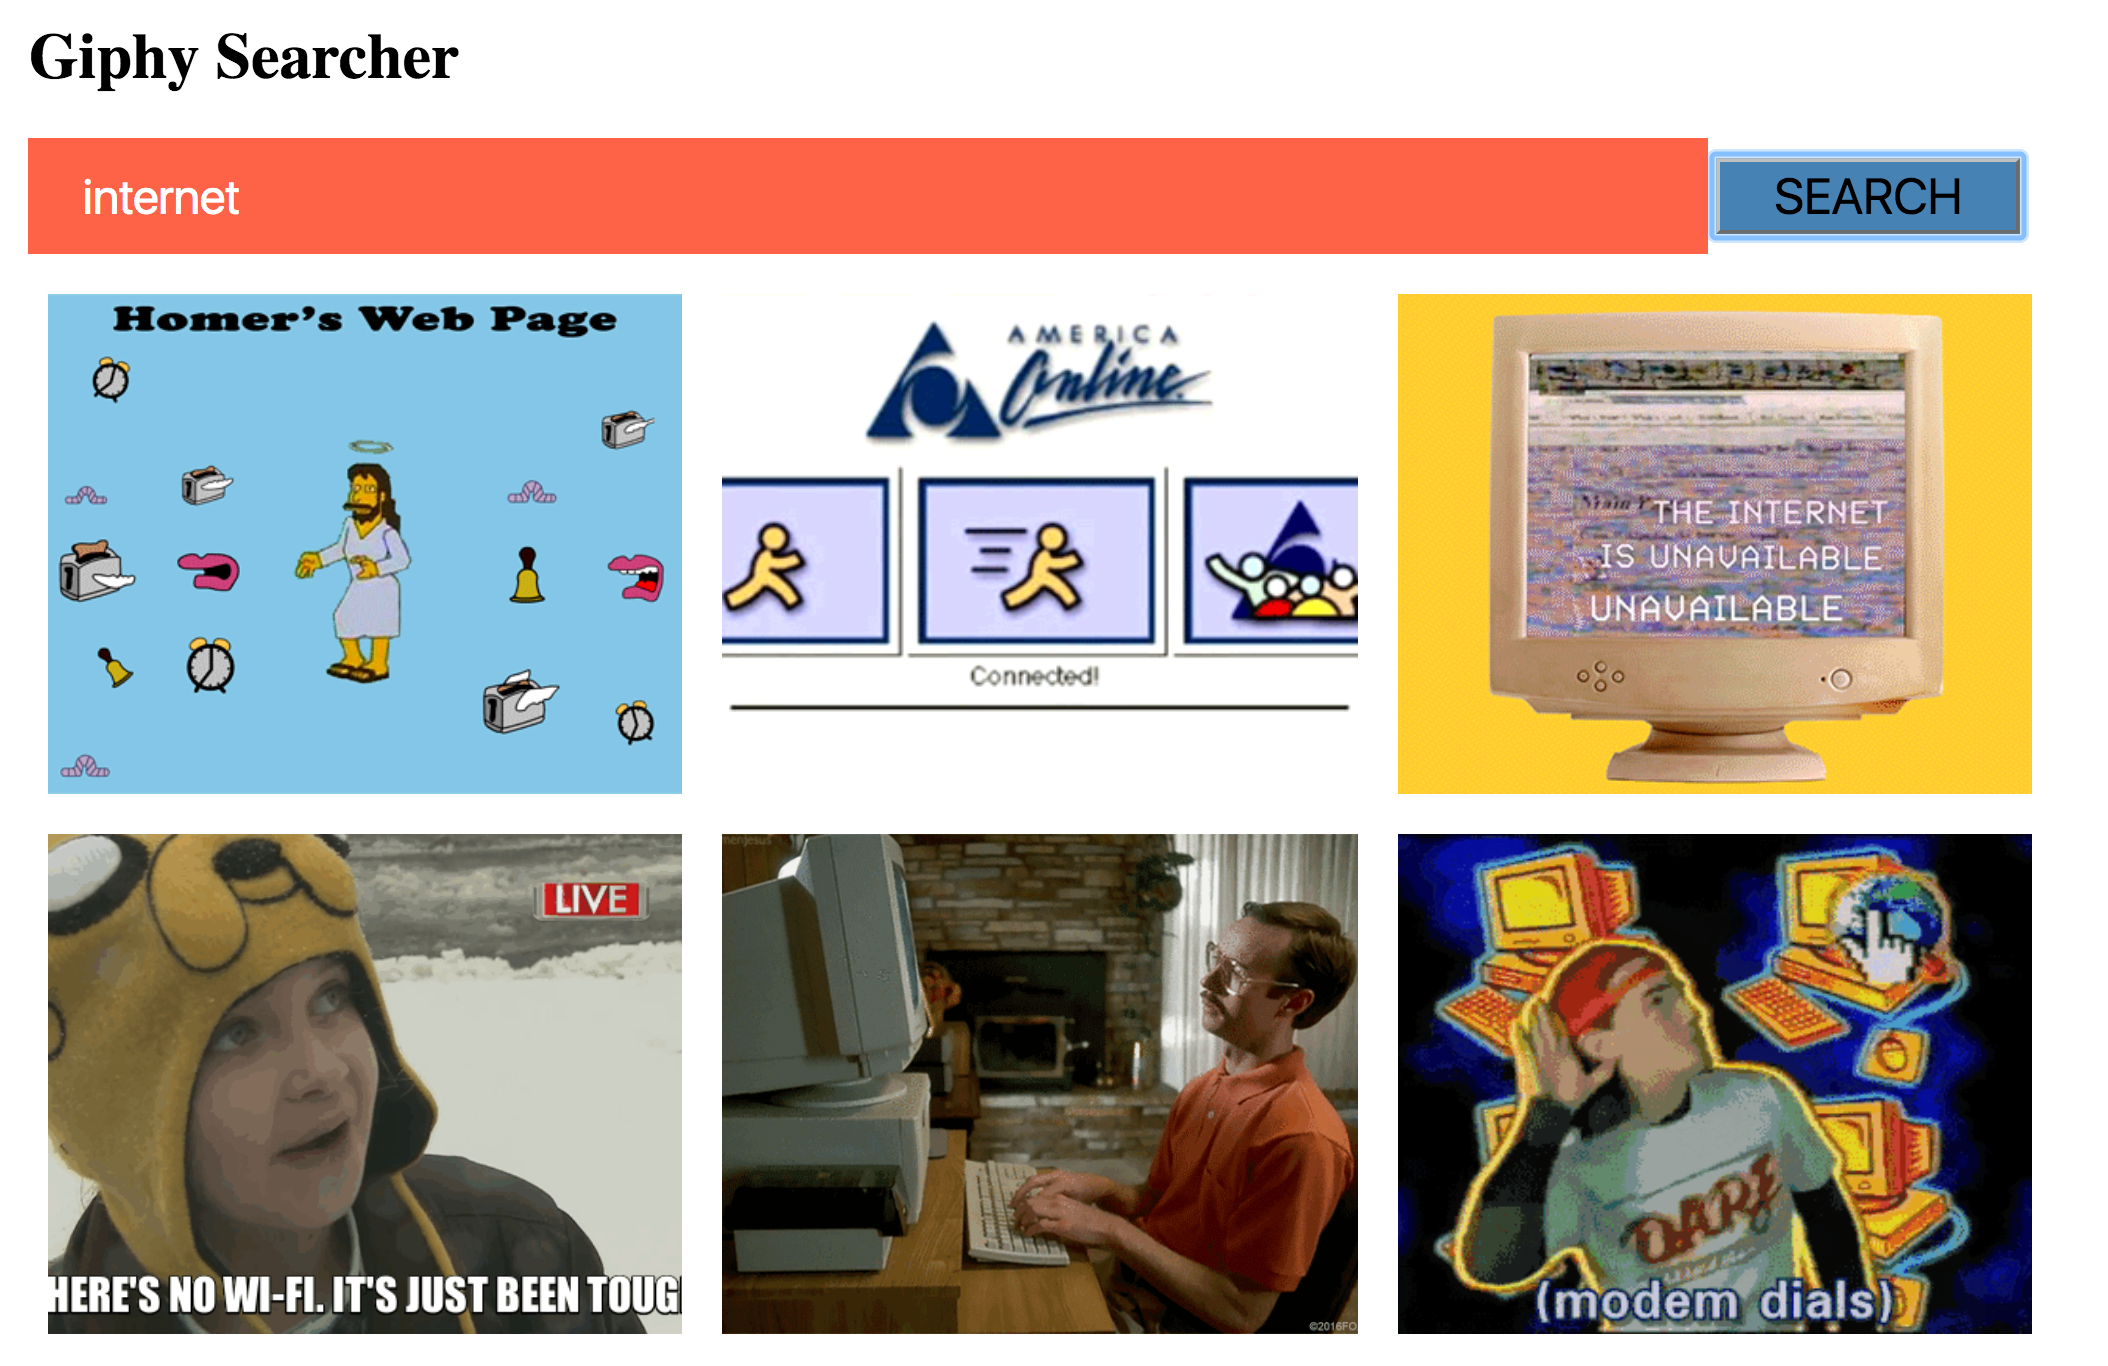 Giphy Searcher
internet
SEARCH
Homer's Web Page
AMERICA
Online
Connected!
THE INTERNET
IS UNAVAILABLE
UNAVAILABLE
LIVE
HERE'S NO WI-FI. IT'S JUST BEEN TOUG
©2016FO
DARE
(modem dials)